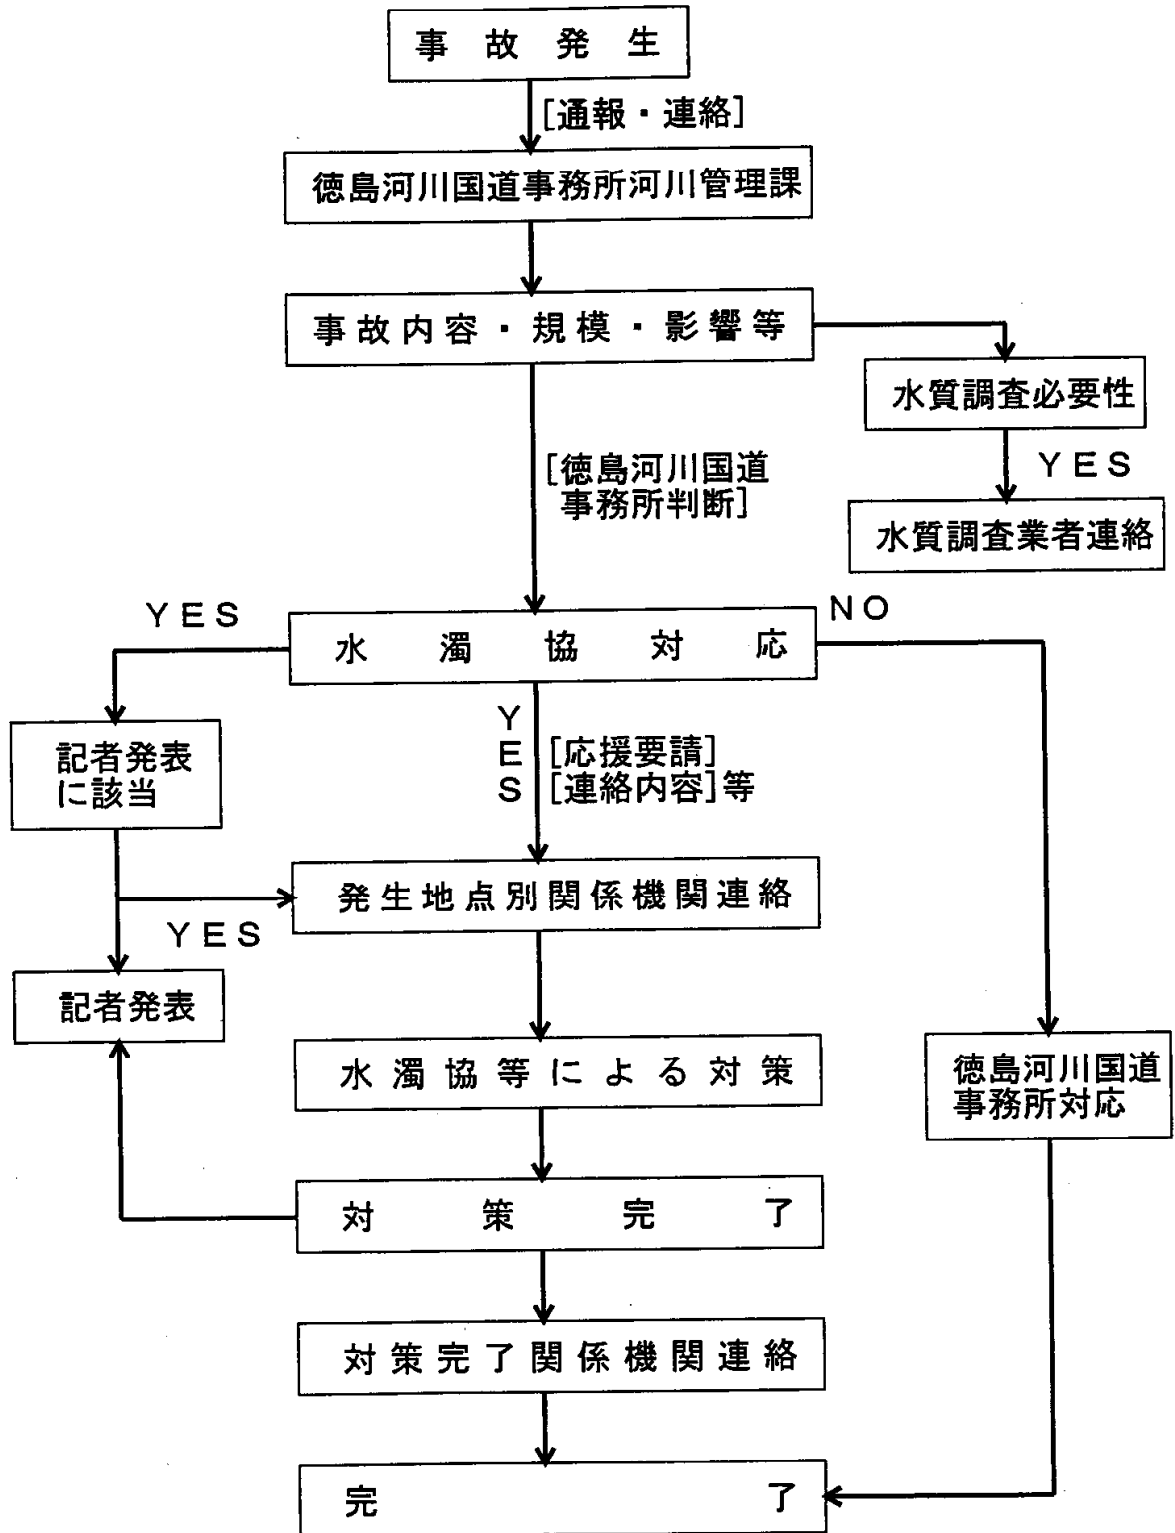 事故発生
[通報・連絡]
徳島河川国道事務所河川管理課
事故内容・規模・影響等
水質調査必要性
YES
水質調査業者連絡
[徳島河川国道
事務所判断]
YES
NO
水濁協対応
記者発表
に該当
YES
[応援要請]
[連絡内容]等
発生地点別関係機関連絡
YES
記者発表
水濁協等による対策
徳島河川国道
事務所対応
対策完了
対策完了関係機関連絡
完了